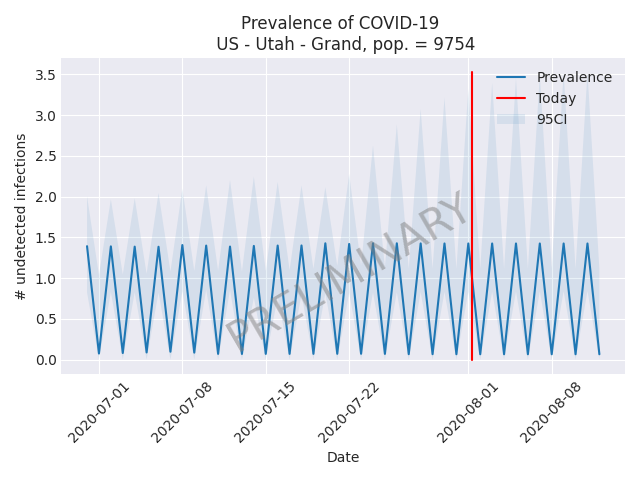 Prevalence of COVID-19
US - Utah - Grand, pop. = 9754
# undetected infections
3.5
3.0
2.5
2.0
1.5
1.0
0.5
0.0
Prevalence
Today
95CI
PRELIMINARY
2020-07-01
2020-07-08
2020-07-15
2020-07-22
2020-08-01
2020-08-08
Date